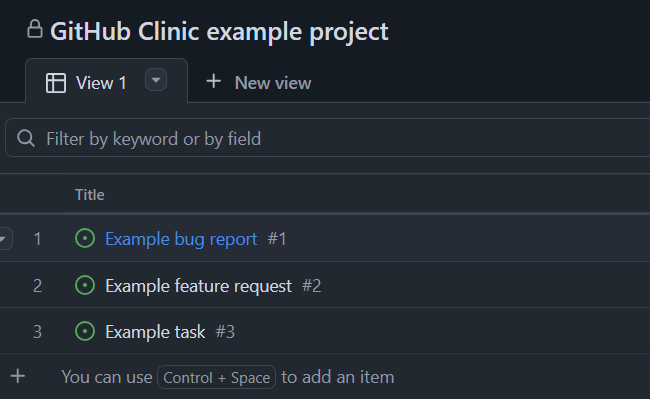 GitHub Clinic example project
View 1
New view
Filter by keyword or by field
Title
1 Example bug report #1
2 Example feature request #2
3 Example task #3
You can use Control + Space to add an item